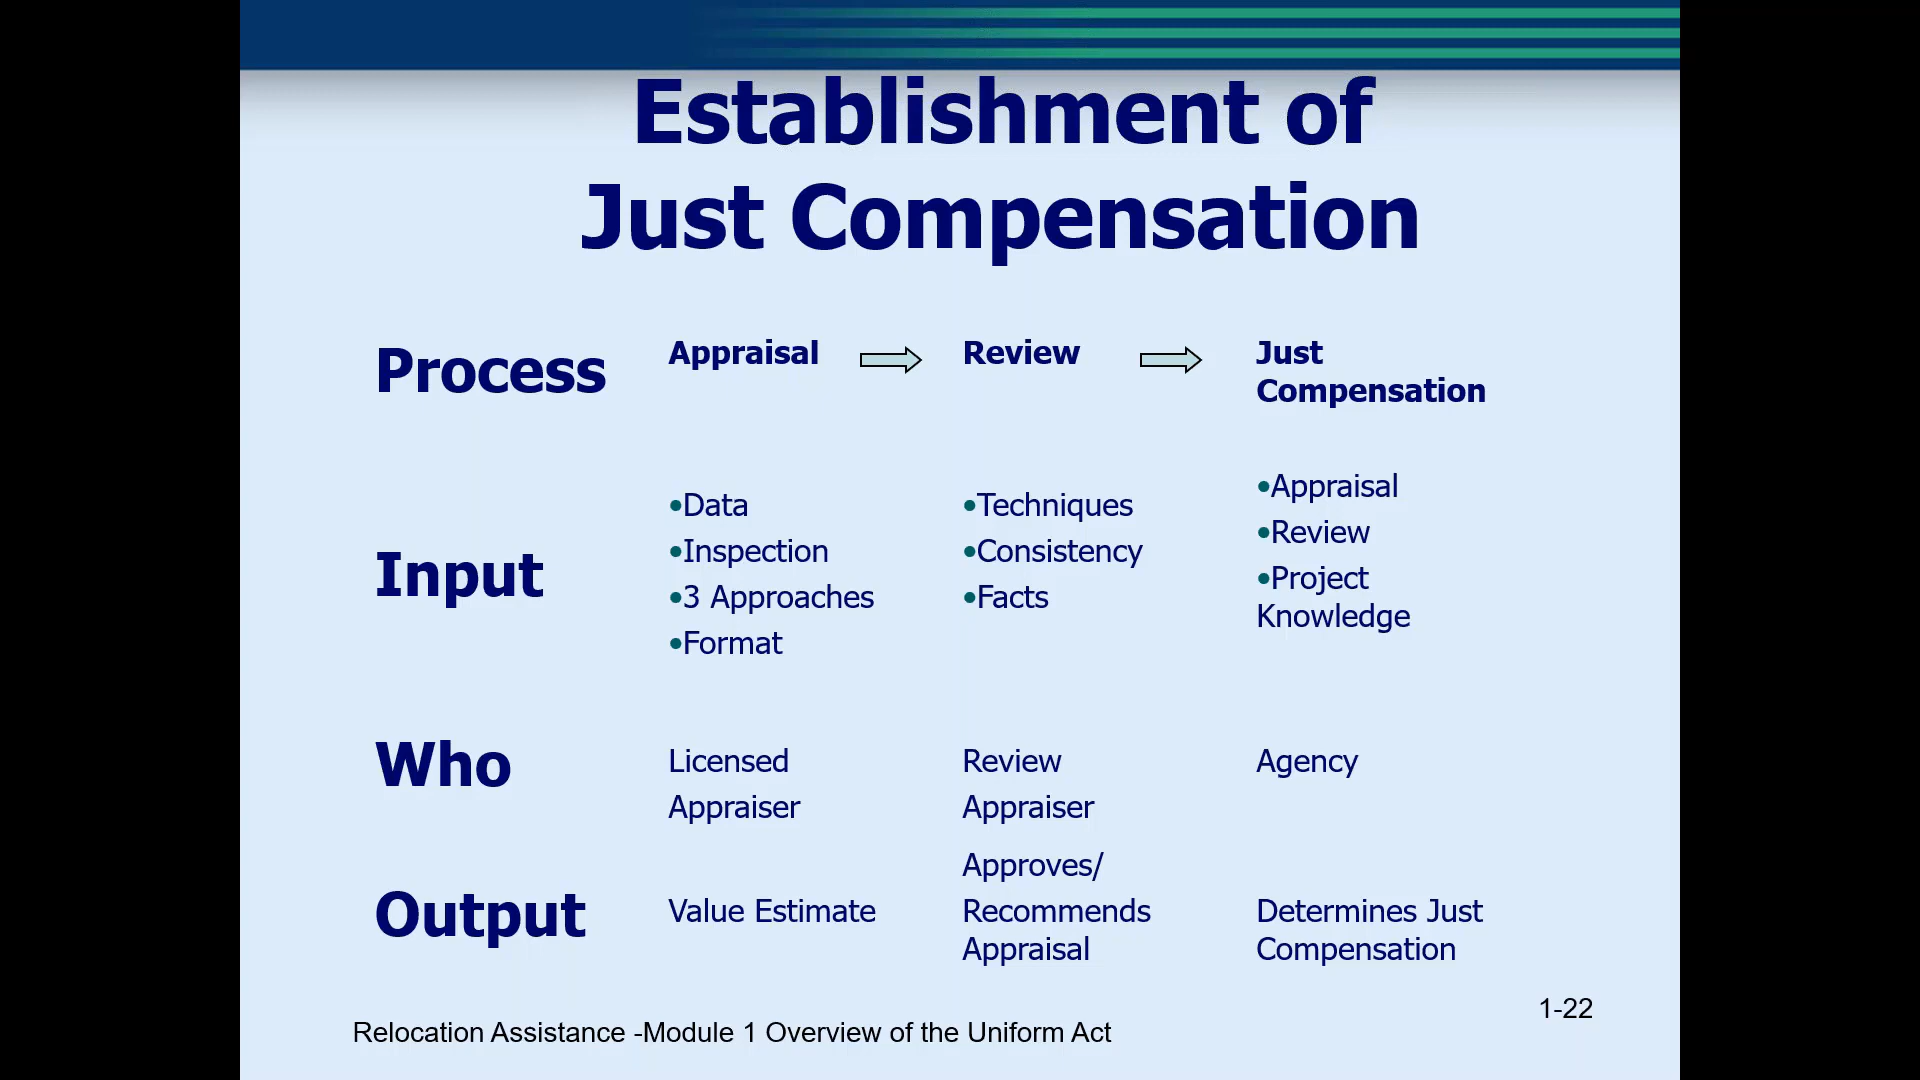 Establishment of
Just Compensation
Process
Appraisal
Review
Just
Compensation
Input
•Data
•Inspection
•3 Approaches
•Format
•Techniques
•Consistency
•Facts
•Appraisal
•Review
•Project
Knowledge
Who
Licensed
Appraiser
Review
Appraiser
Agency
Output
Value Estimate
Approves/
Recommends
Appraisal
Determines Just
Compensation
1-22
Relocation Assistance -Module 1 Overview of the Uniform Act